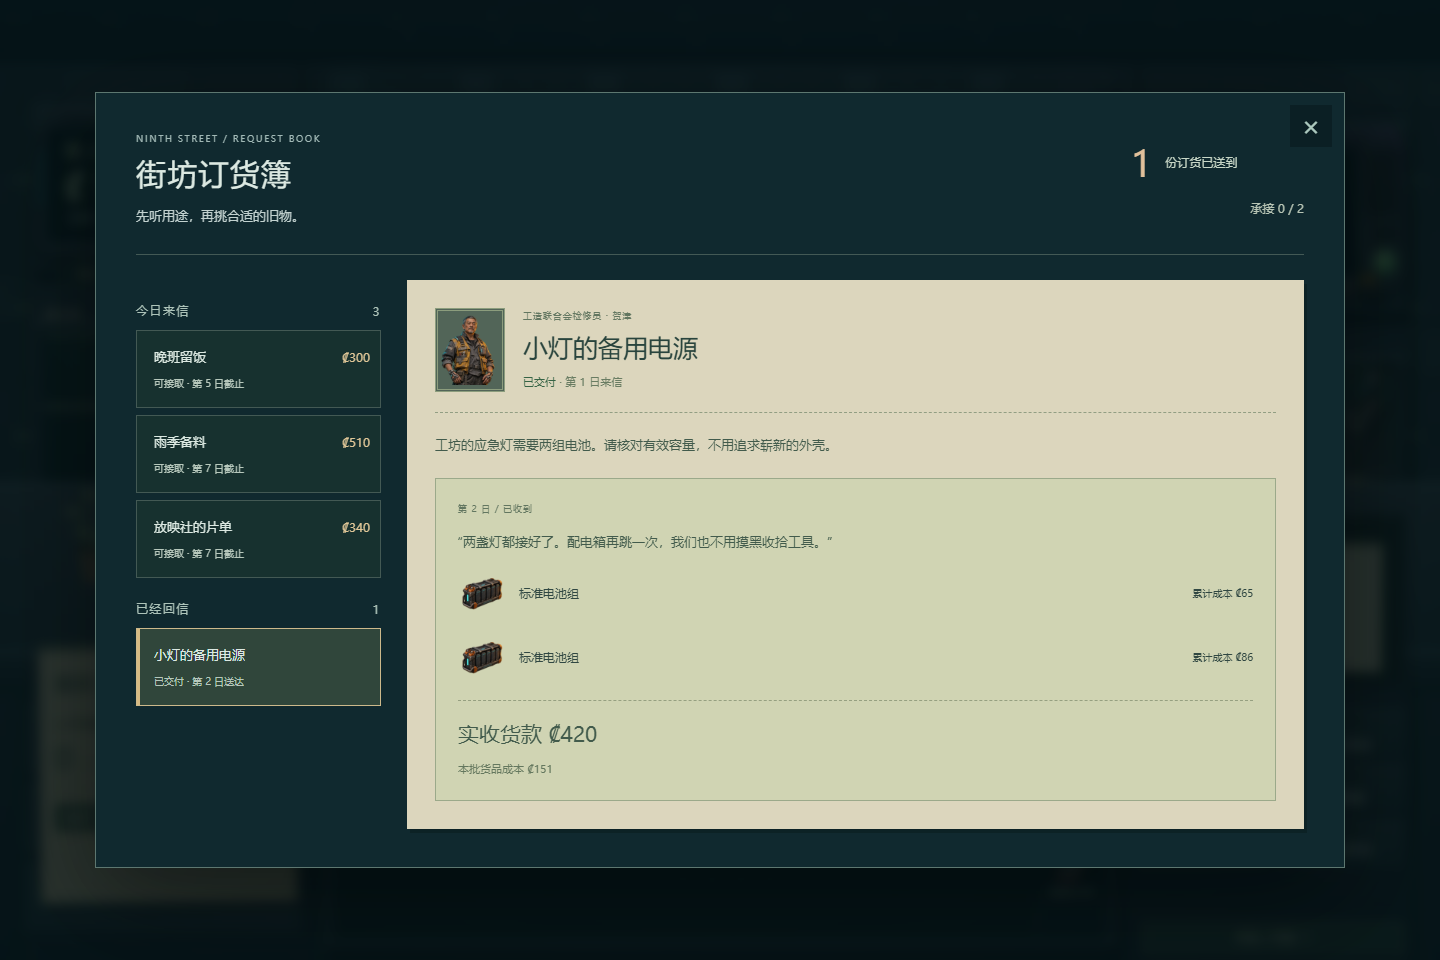 NINTH STREET / REQUEST BOOK
街坊订货簿
先听用途，再挑合适的旧物。
1 份订货已送到
承接 0 / 2
今日来信 3
晚班留饭 ₡300
可接取 · 第 5 日截止
雨季备料 ₡510
可接取 · 第 7 日截止
放映社的片单 ₡340
可接取 · 第 7 日截止
已经回信 1
小灯的备用电源
已交付 · 第 2 日送达
工造联合会检修员 · 贺津
小灯的备用电源
已交付 · 第 1 日来信
工坊的应急灯需要两组电池。请核对有效容量，不用追求崭新的外壳。
第 2 日 / 已收到
“两盏灯都接好了。配电箱再跳一次，我们也不用摸黑收拾工具。”
标准电池组 累计成本 ₡65
标准电池组 累计成本 ₡86
实收货款 ₡420
本批货品成本 ₡151